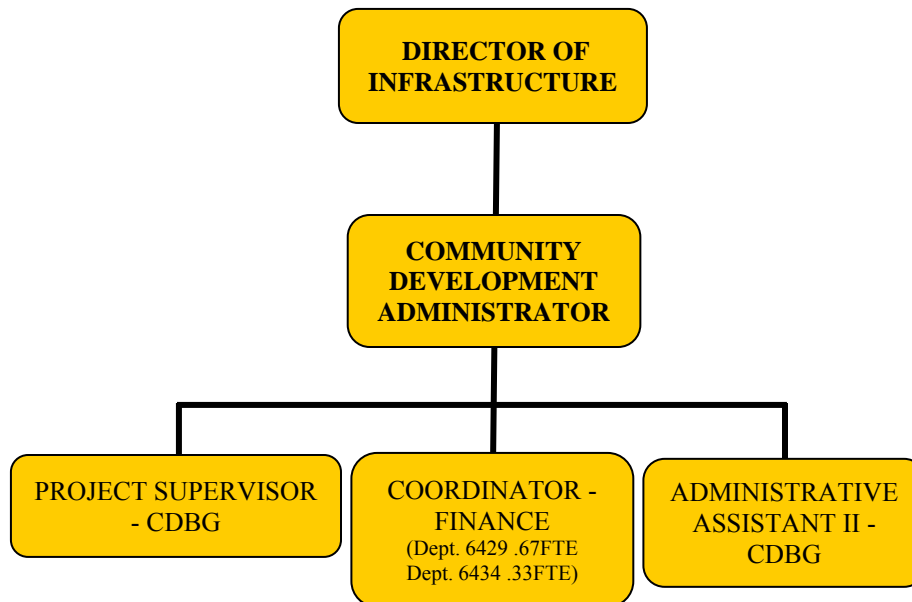 DIRECTOR OF
INFRASTRUCTURE
COMMUNITY
DEVELOPMENT
ADMINISTRATOR
PROJECT SUPERVISOR
- CDBG
COORDINATOR -
FINANCE
(Dept. 6429 .67FTE
Dept. 6434 .33FTE)
ADMINISTRATIVE
ASSISTANT II -
CDBG